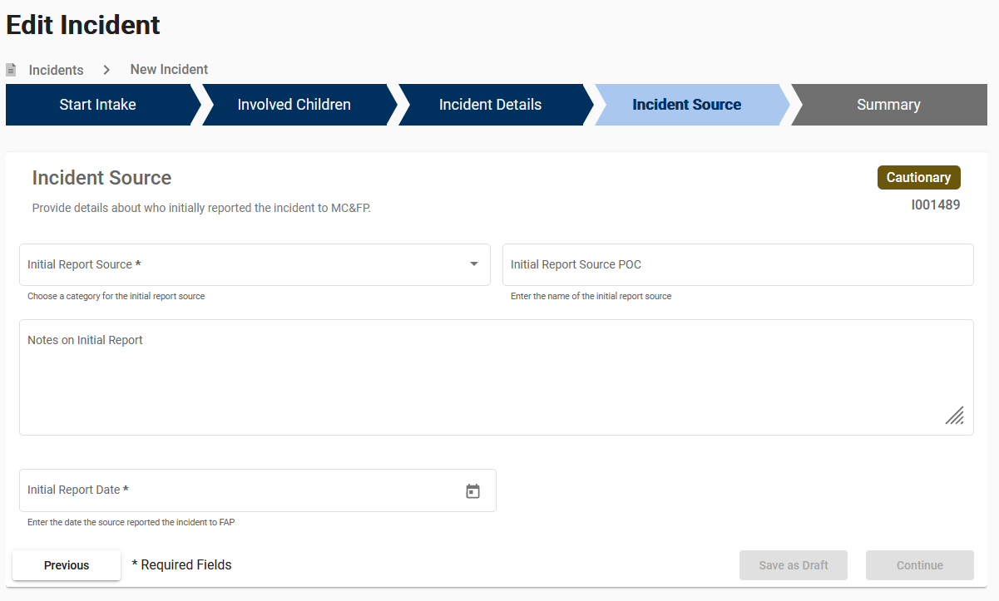 Edit Incident
Incidents
New Incident
Start Intake
Involved Children
Incident Details
Incident Source
Summary
Incident Source
Cautionary
Provide details about who initially reported the incident to MC&FP.
I001489
Initial Report Source *
Initial Report Source POC
Choose a category for the initial report source
Enter the name of the initial report source
Notes on Initial Report
Initial Report Date *
Enter the date the source reported the incident to FAP
Previous
* Required Fields
Save as Draft
Continue